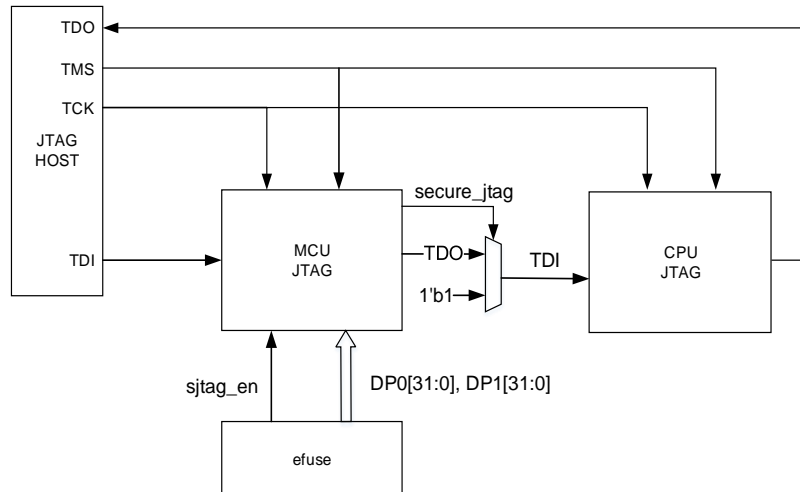 TDO
TMS
TCK
JTAG
HOST
TDI
MCU
JTAG
secure_jtag
TDO
1'b1
TDI
CPU
JTAG
sjtag_en
DP0[31:0], DP1[31:0]
efuse